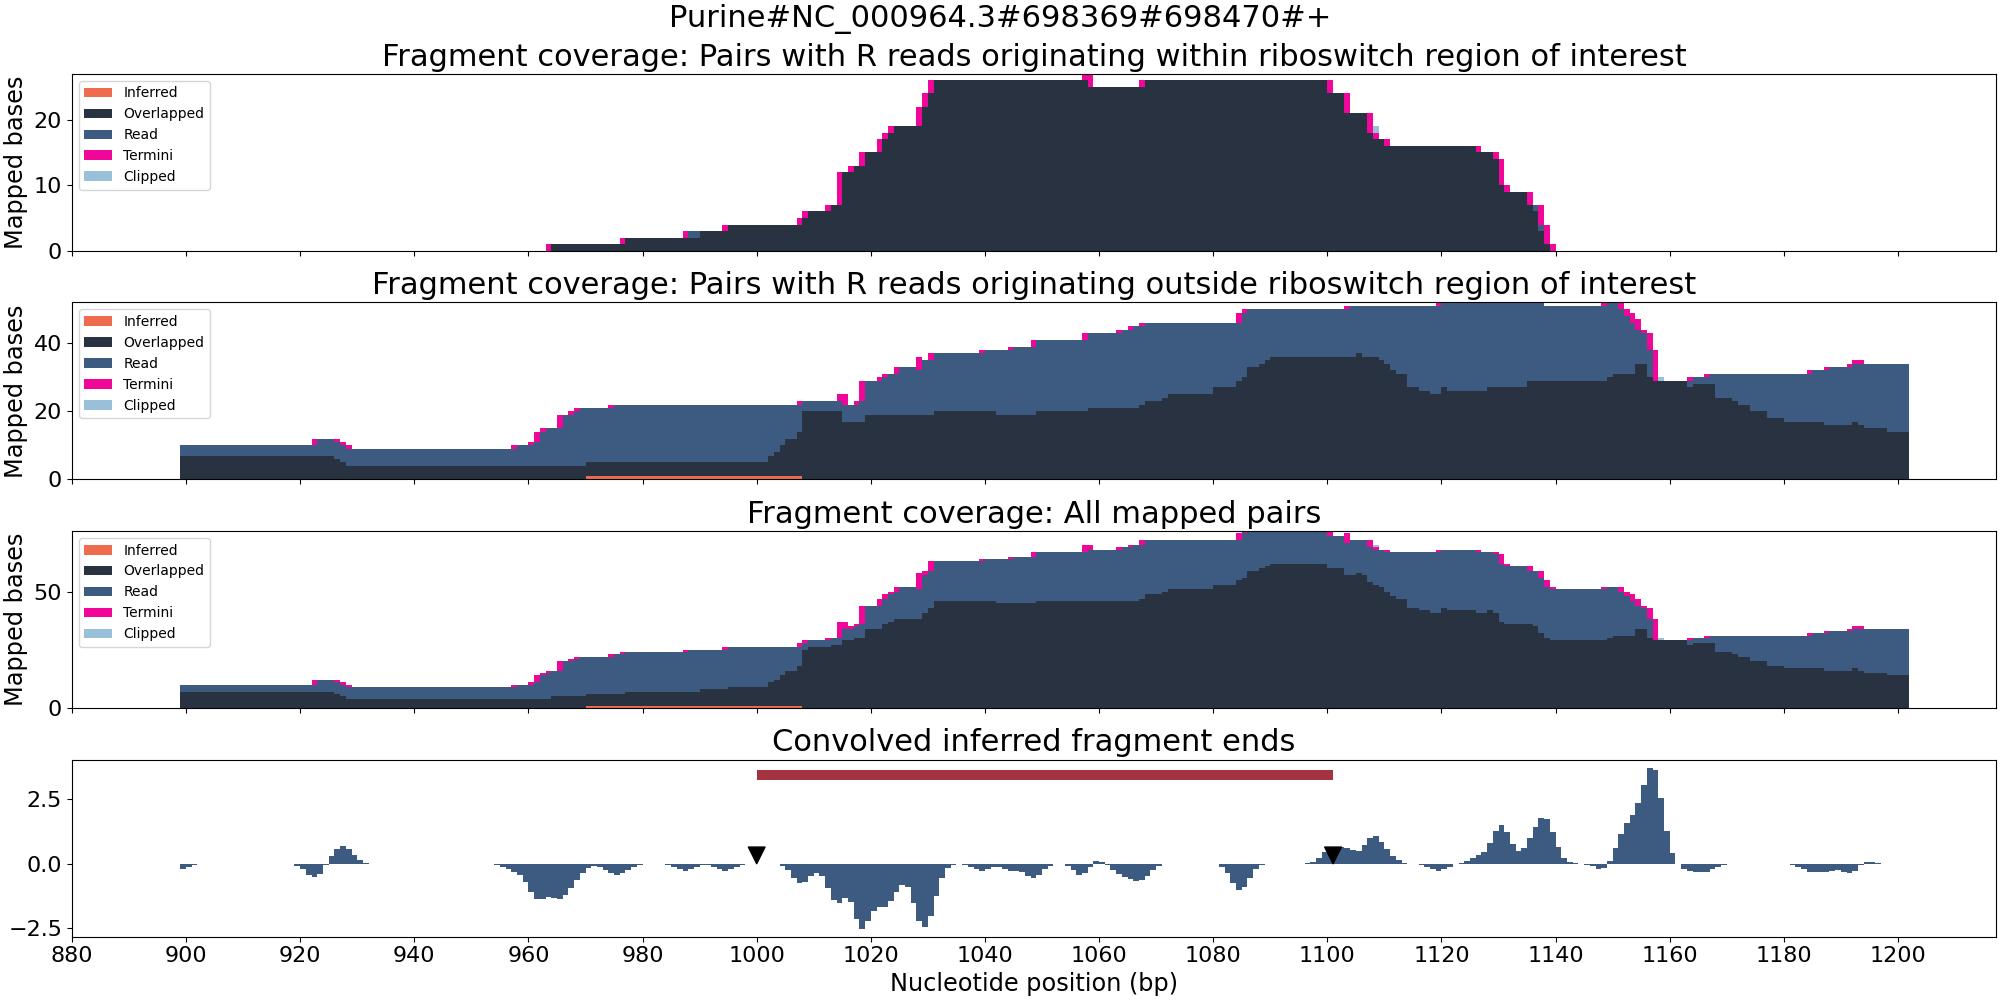 Purine#NC_000964.3#698369#698470#+
Fragment coverage: Pairs with R reads originating within riboswitch region of interest
Mapped bases
20
10
0
Inferred
Overlapped
Read
Termini
Clipped
Fragment coverage: Pairs with R reads originating outside riboswitch region of interest
Mapped bases
40
20
0
Inferred
Overlapped
Read
Termini
Clipped
Fragment coverage: All mapped pairs
Mapped bases
50
0
Inferred
Overlapped
Read
Termini
Clipped
Convolved inferred fragment ends
2.5
0.0
−2.5
880 900 920 940 960 980 1000 1020 1040 1060 1080 1100 1120 1140 1160 1180 1200
Nucleotide position (bp)